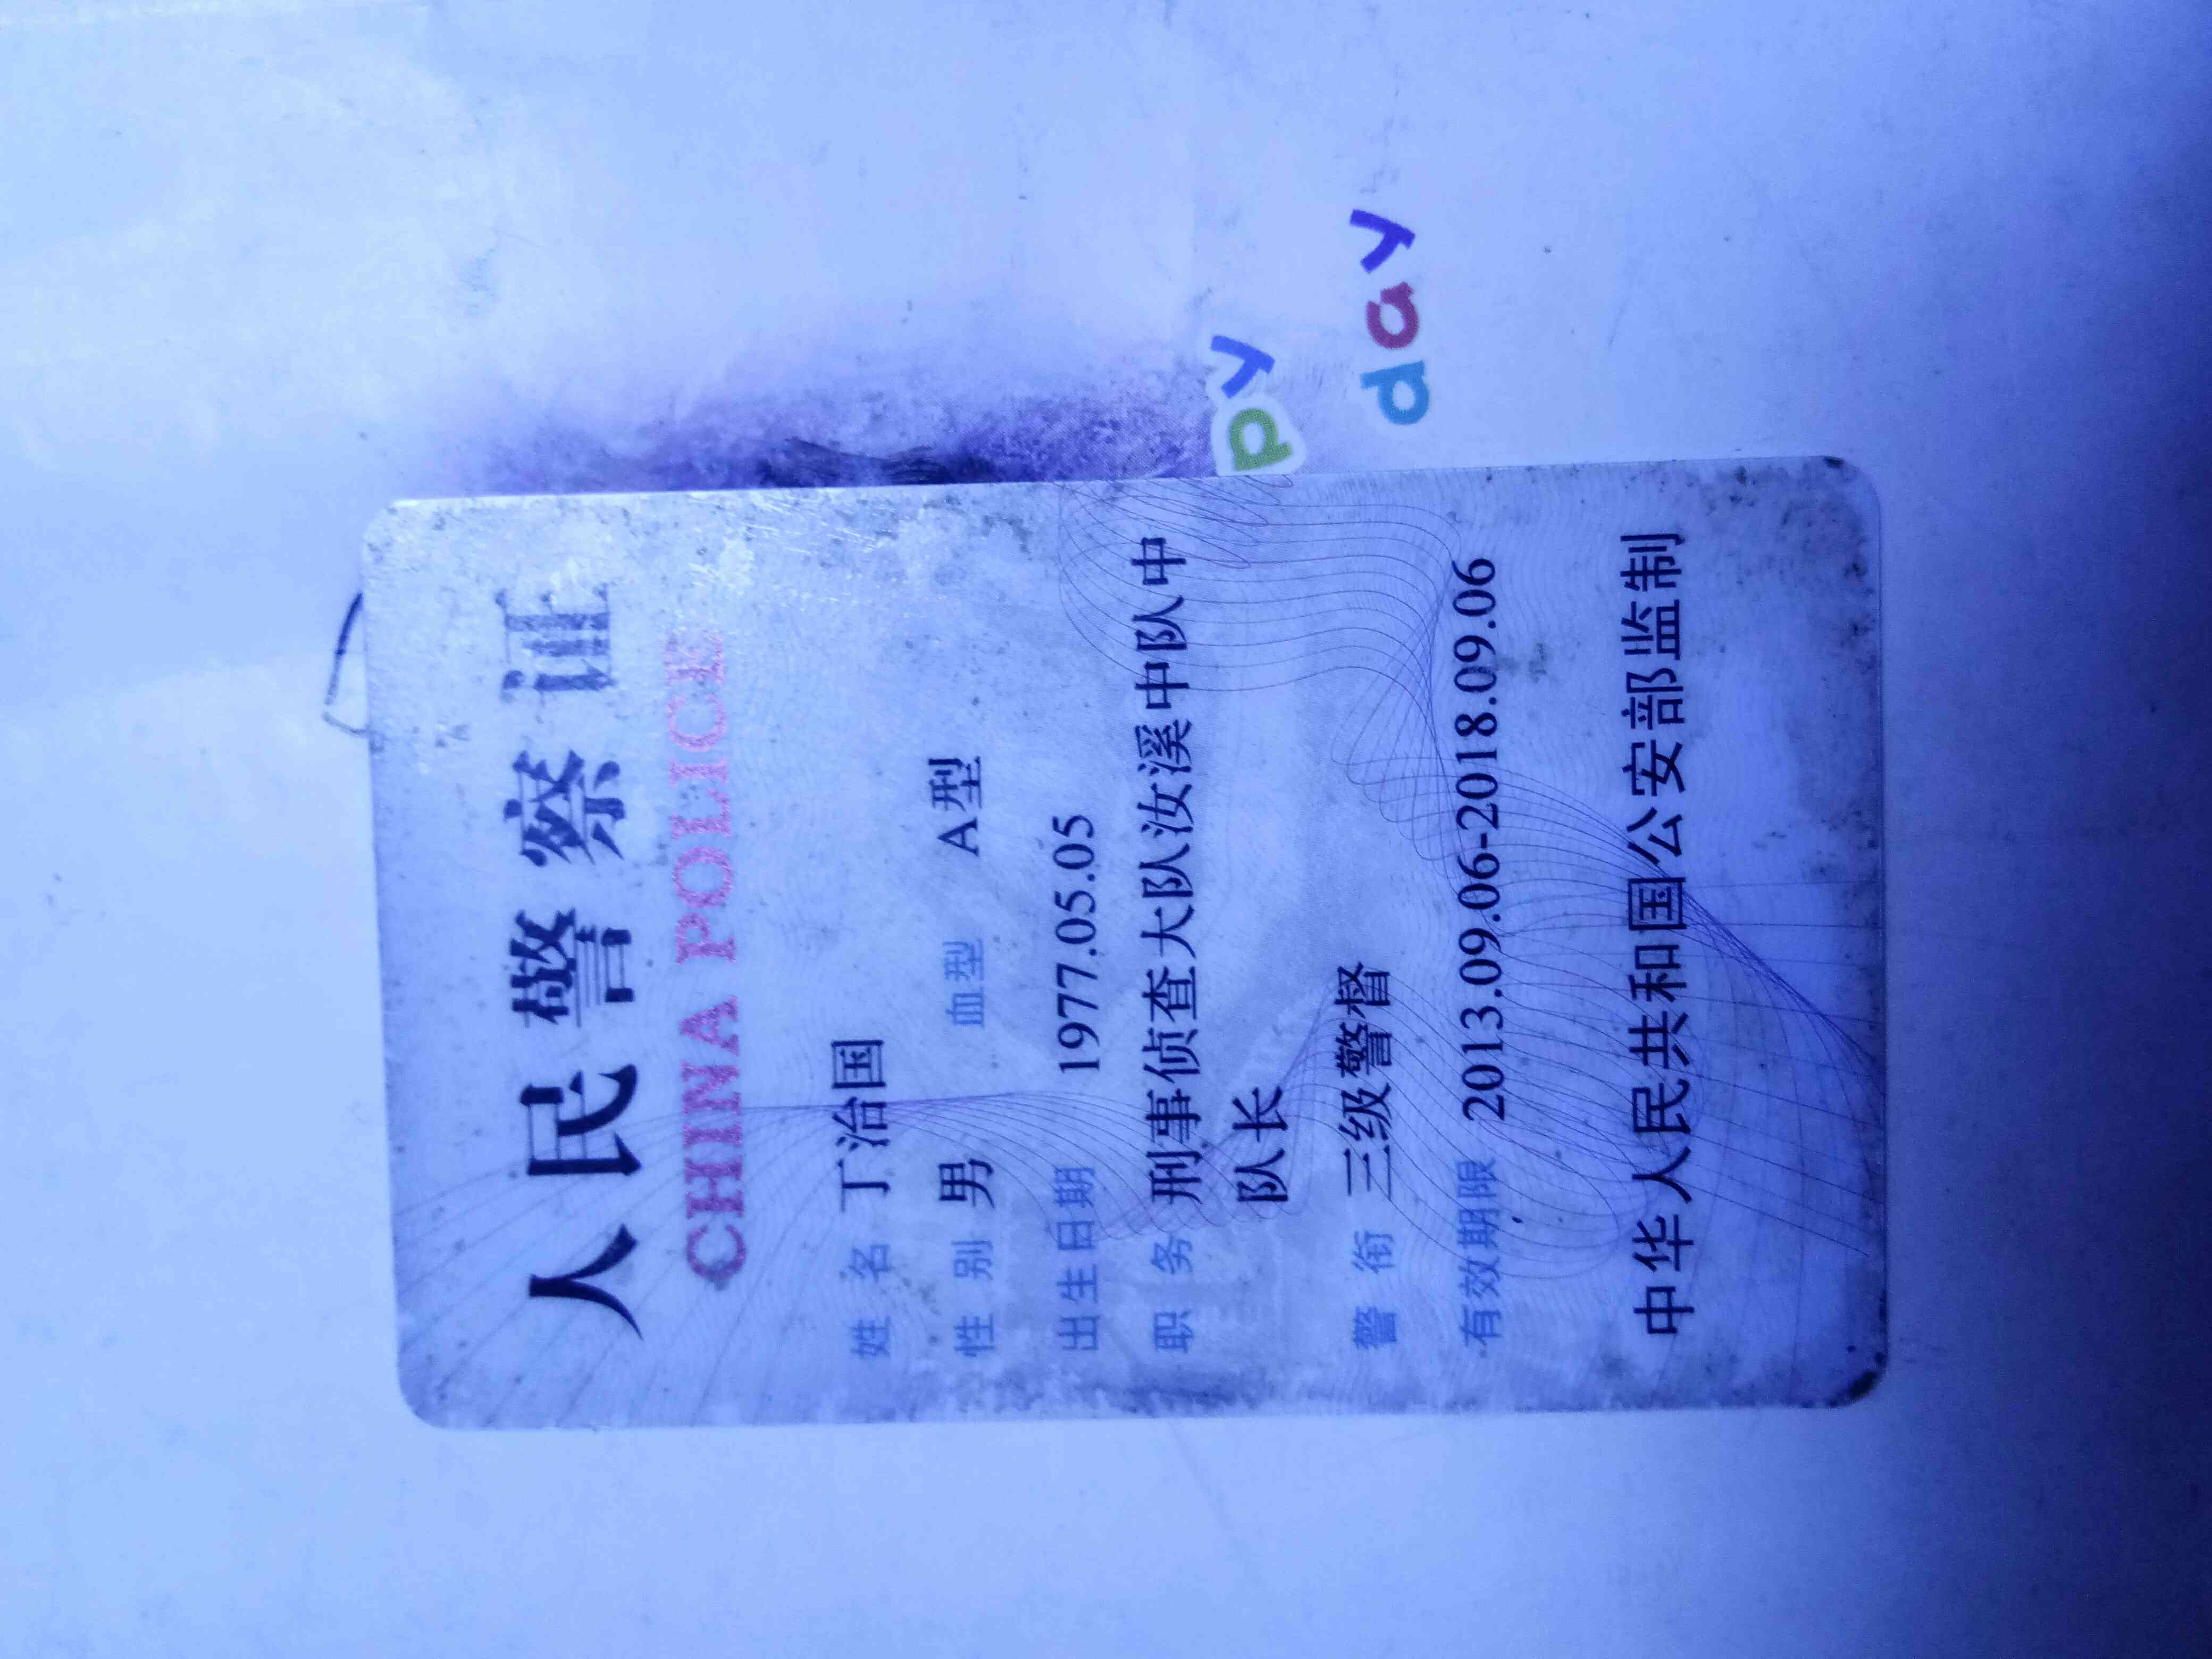 人民警察证
CHINA POLICE
姓 名 丁治国
性 别 男 血型 A型
出生日期 1977.05.05
职 务 刑事侦查大队汝溪中队中
队长
警 衔 三级警督
有效期限 2013.09.06-2018.09.06
中华人民共和国公安部监制
py
day